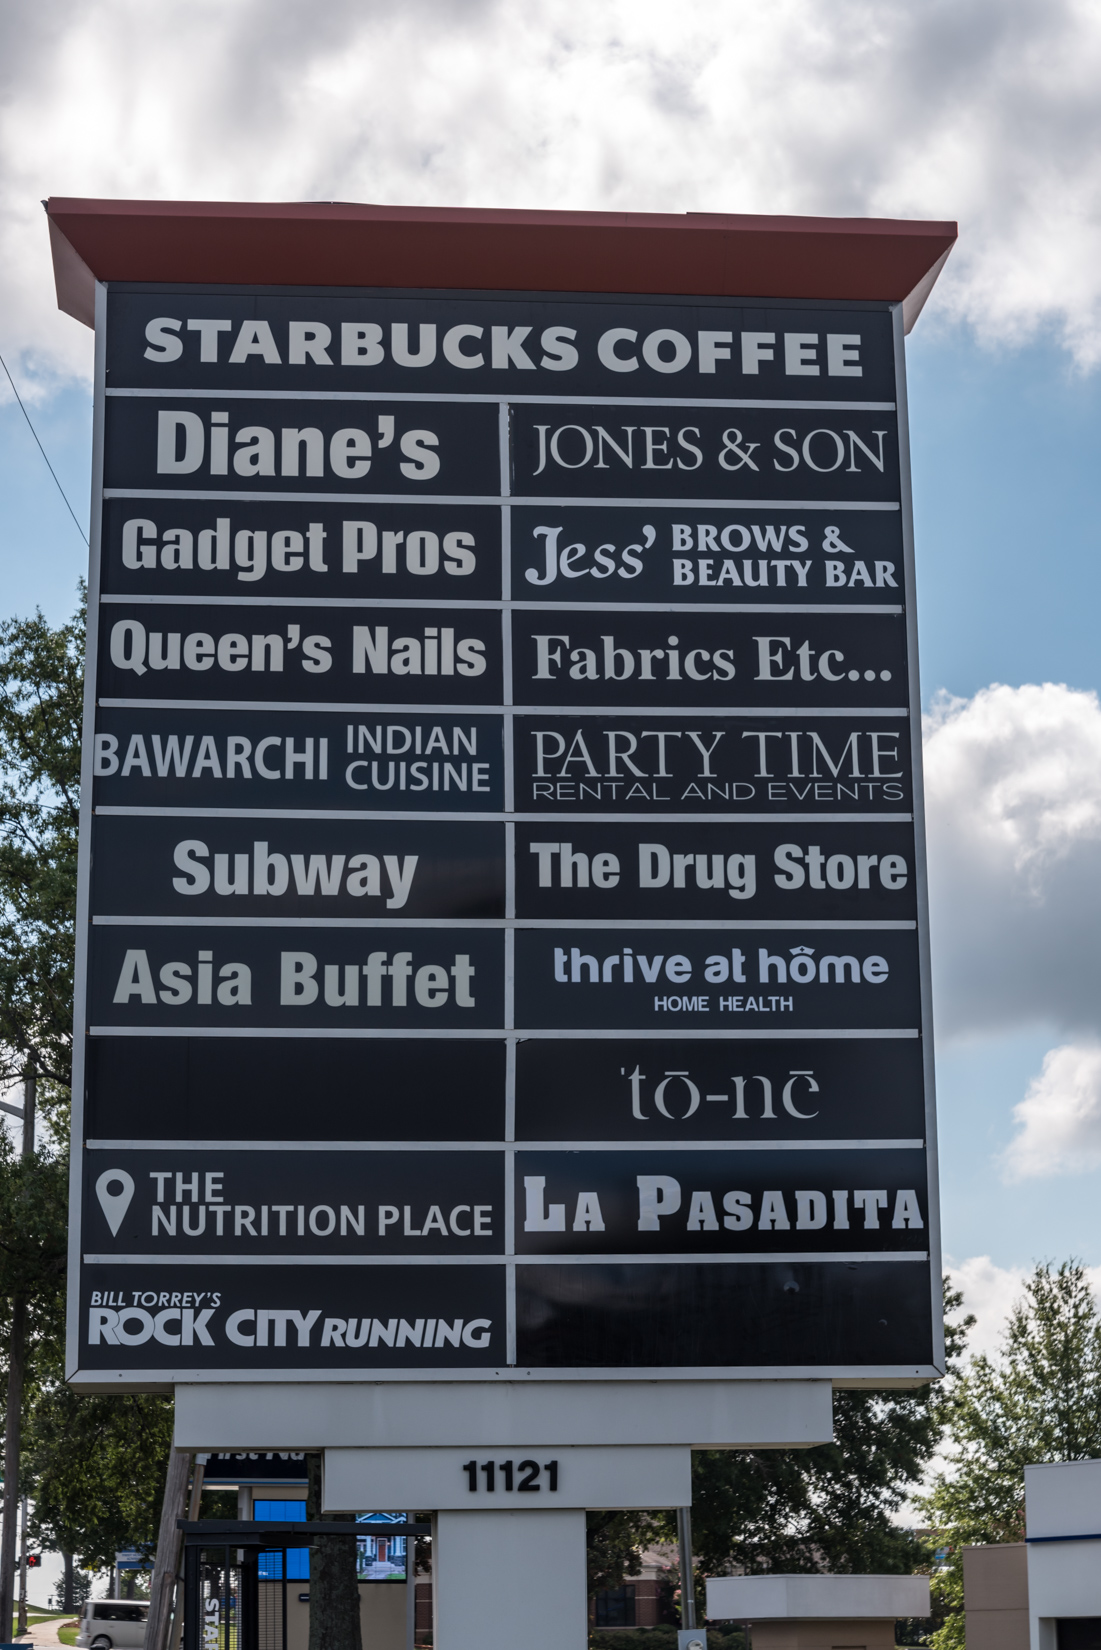 STARBUCKS COFFEE
Diane's
JONES & SON
Gadget Pros
Jess' BROWS &
BEAUTY BAR
Queen's Nails
Fabrics Etc...
BAWARCHI INDIAN
CUISINE
PARTY TIME
RENTAL AND EVENTS
Subway
The Drug Store
Asia Buffet
thrive at home
HOME HEALTH
'tō-nē
THE
NUTRITION PLACE
LA PASADITA
BILL TORREY'S
ROCK CITY RUNNING
11121